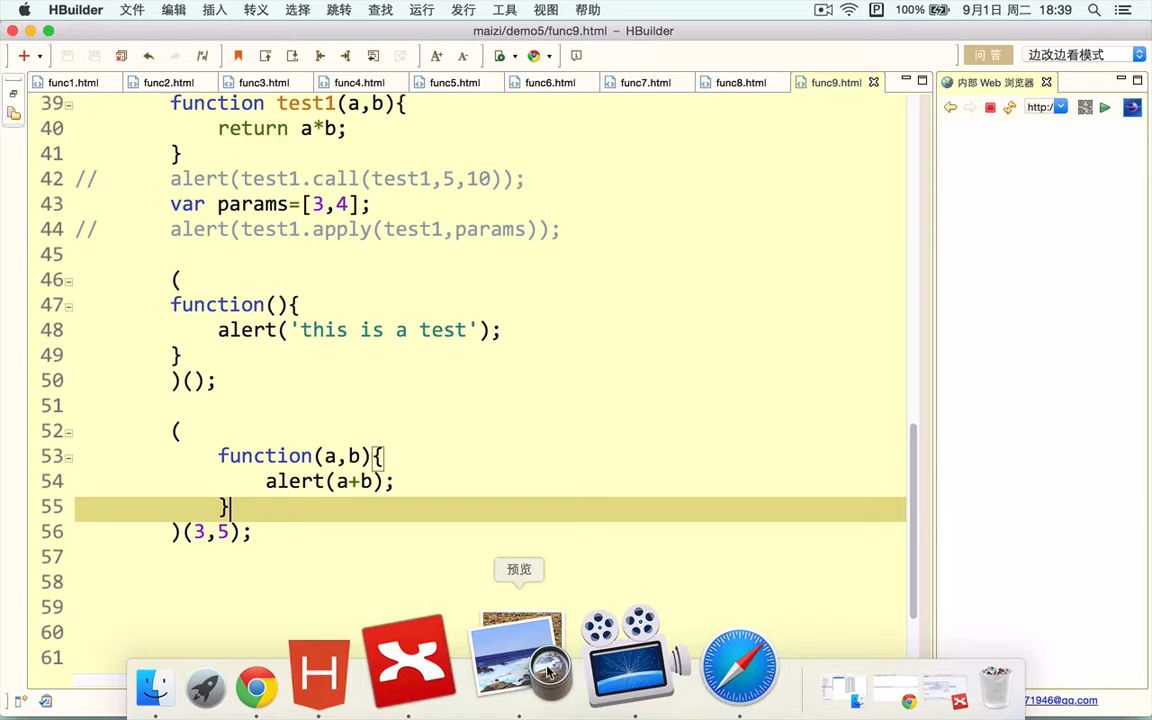 HBuilder 文件 编辑 插入 转义 选择 跳转 查找 运行 发行 工具 视图 帮助 P 100% 9月1日 周二 18:39
maizi/demo5/func9.html – HBuilder
A+ A- 问 答 边改边看模式
func1.html func2.html func3.html func4.html func5.html func6.html func7.html func8.html func9.html 内部 Web 浏览器
http:/
39 function test1(a,b){
40 return a*b;
41 }
42 // alert(test1.call(test1,5,10));
43 var params=[3,4];
44 // alert(test1.apply(test1,params));
45
46 (
47 function(){
48 alert('this is a test');
49 }
50 )();
51
52 (
53 function(a,b){
54 alert(a+b);
55 }
56 )(3,5);
57
58
预览
59
60
61
H
71946@qq.com